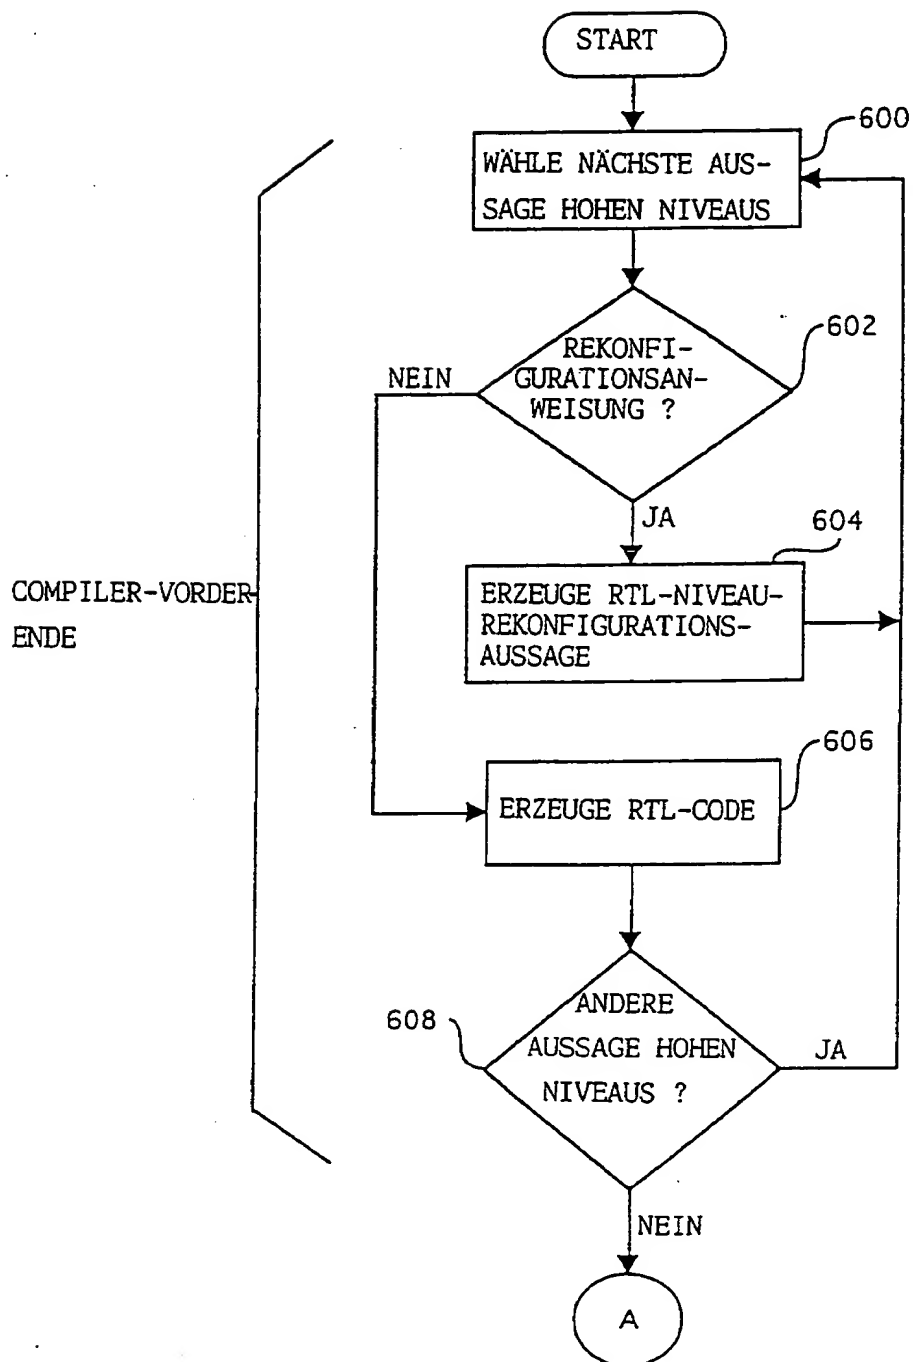 START
600
WÄHLE NÄCHSTE AUS-
SAGE HOHEN NIVEAUS
602
REKONFI-
GURATIONSAN-
WEISUNG ?
NEIN
JA
604
ERZEUGE RTL-NIVEAU-
REKONFIGURATIONS-
AUSSAGE
COMPILER-VORDER-
ENDE
606
ERZEUGE RTL-CODE
608
ANDERE
AUSSAGE HOHEN
NIVEAUS ?
JA
NEIN
A